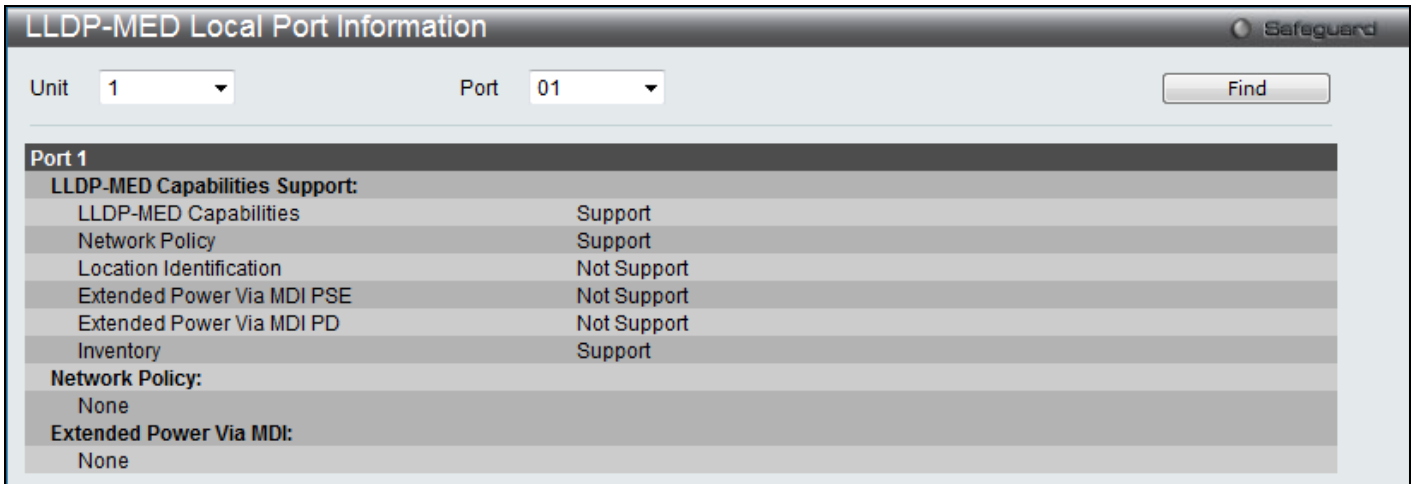 LLDP-MED Local Port Information Safeguard
Unit 1 Port 01 Find
Port 1
LLDP-MED Capabilities Support:
LLDP-MED Capabilities Support
Network Policy Support
Location Identification Not Support
Extended Power Via MDI PSE Not Support
Extended Power Via MDI PD Not Support
Inventory Support
Network Policy:
None
Extended Power Via MDI:
None